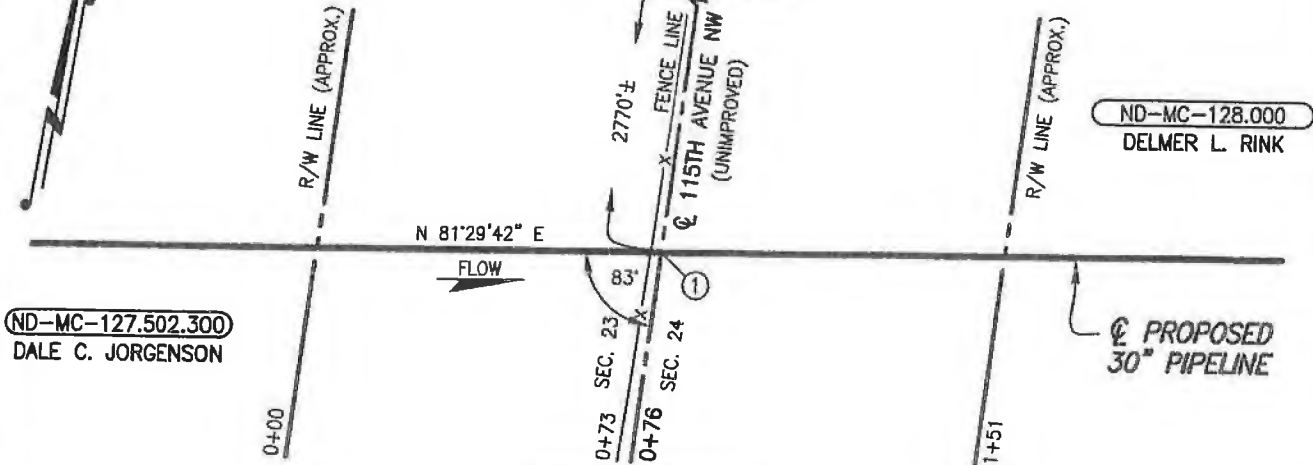 R/W LINE (APPROX.)
2770'±
FENCE LINE
X
℄ 115TH AVENUE NW
(UNIMPROVED)
R/W LINE (APPROX.)
ND-MC-128.000
DELMER L. RINK
N 81°29'42" E
FLOW
83°
1
X
ND-MC-127.502.300
DALE C. JORGENSON
0+00
0+73 SEC. 23
0+76 SEC. 24
1+51
℄ PROPOSED
30" PIPELINE